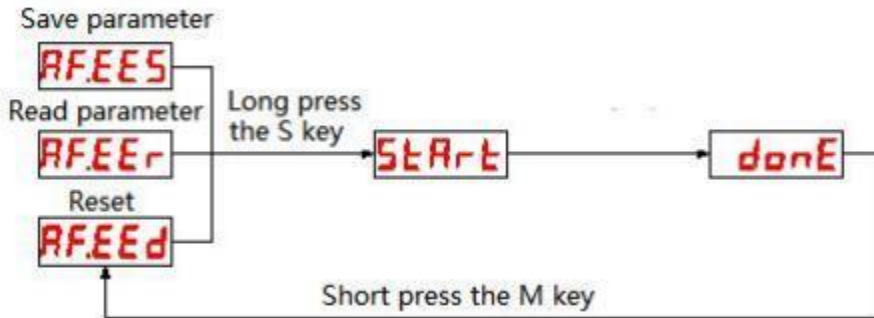 Save parameter
AF.EES
Read parameter
AF.EEr
Reset
AF.EEd
Long press
the S key
StArt
donE
Short press the M key